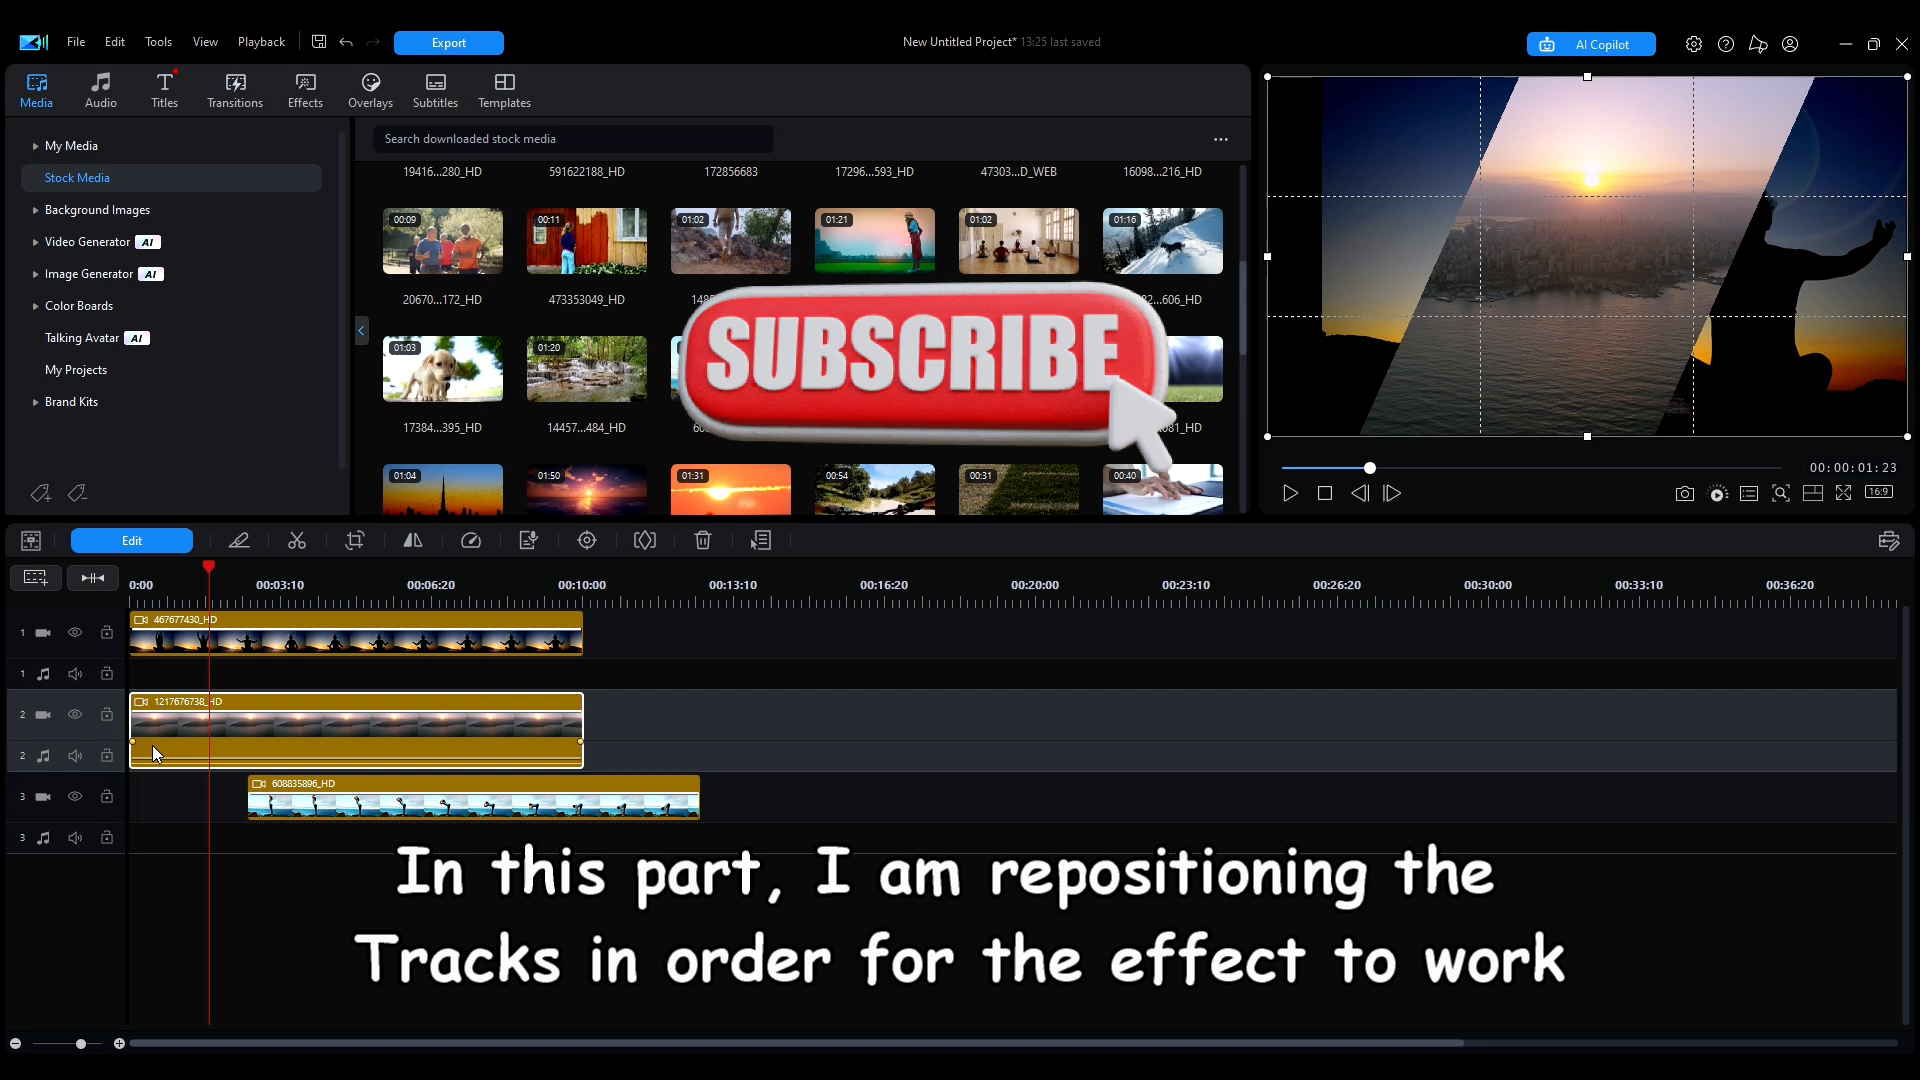 File Edit Tools View Playback Export New Untitled Project* 13:25 last saved AI Copilot
Media Audio Titles Transitions Effects Overlays Subtitles Templates
Search downloaded stock media
My Media
Stock Media
Background Images
Video Generator AI
Image Generator AI
Color Boards
Talking Avatar AI
My Projects
Brand Kits
19416...280_HD 591622188_HD 172856683 17296...593_HD 47303...D_WEB 16098...216_HD
00:09 00:11 01:02 01:21 01:02 01:16
20670...172_HD 473353049_HD
01:03 01:20
SUBSCRIBE
17384...395_HD 14457...484_HD
01:04 01:50 01:31 00:54 00:31 00:40
00:00:01:23
16:9
Edit
0:00 00:03:10 00:06:20 00:10:00 00:13:10 00:16:20 00:20:00 00:23:10 00:26:20 00:30:00 00:33:10 00:36:20
1 467677430_HD
1
2 1217676738_HD
2
3 608835896_HD
3
In this part, I am repositioning the
Tracks in order for the effect to work